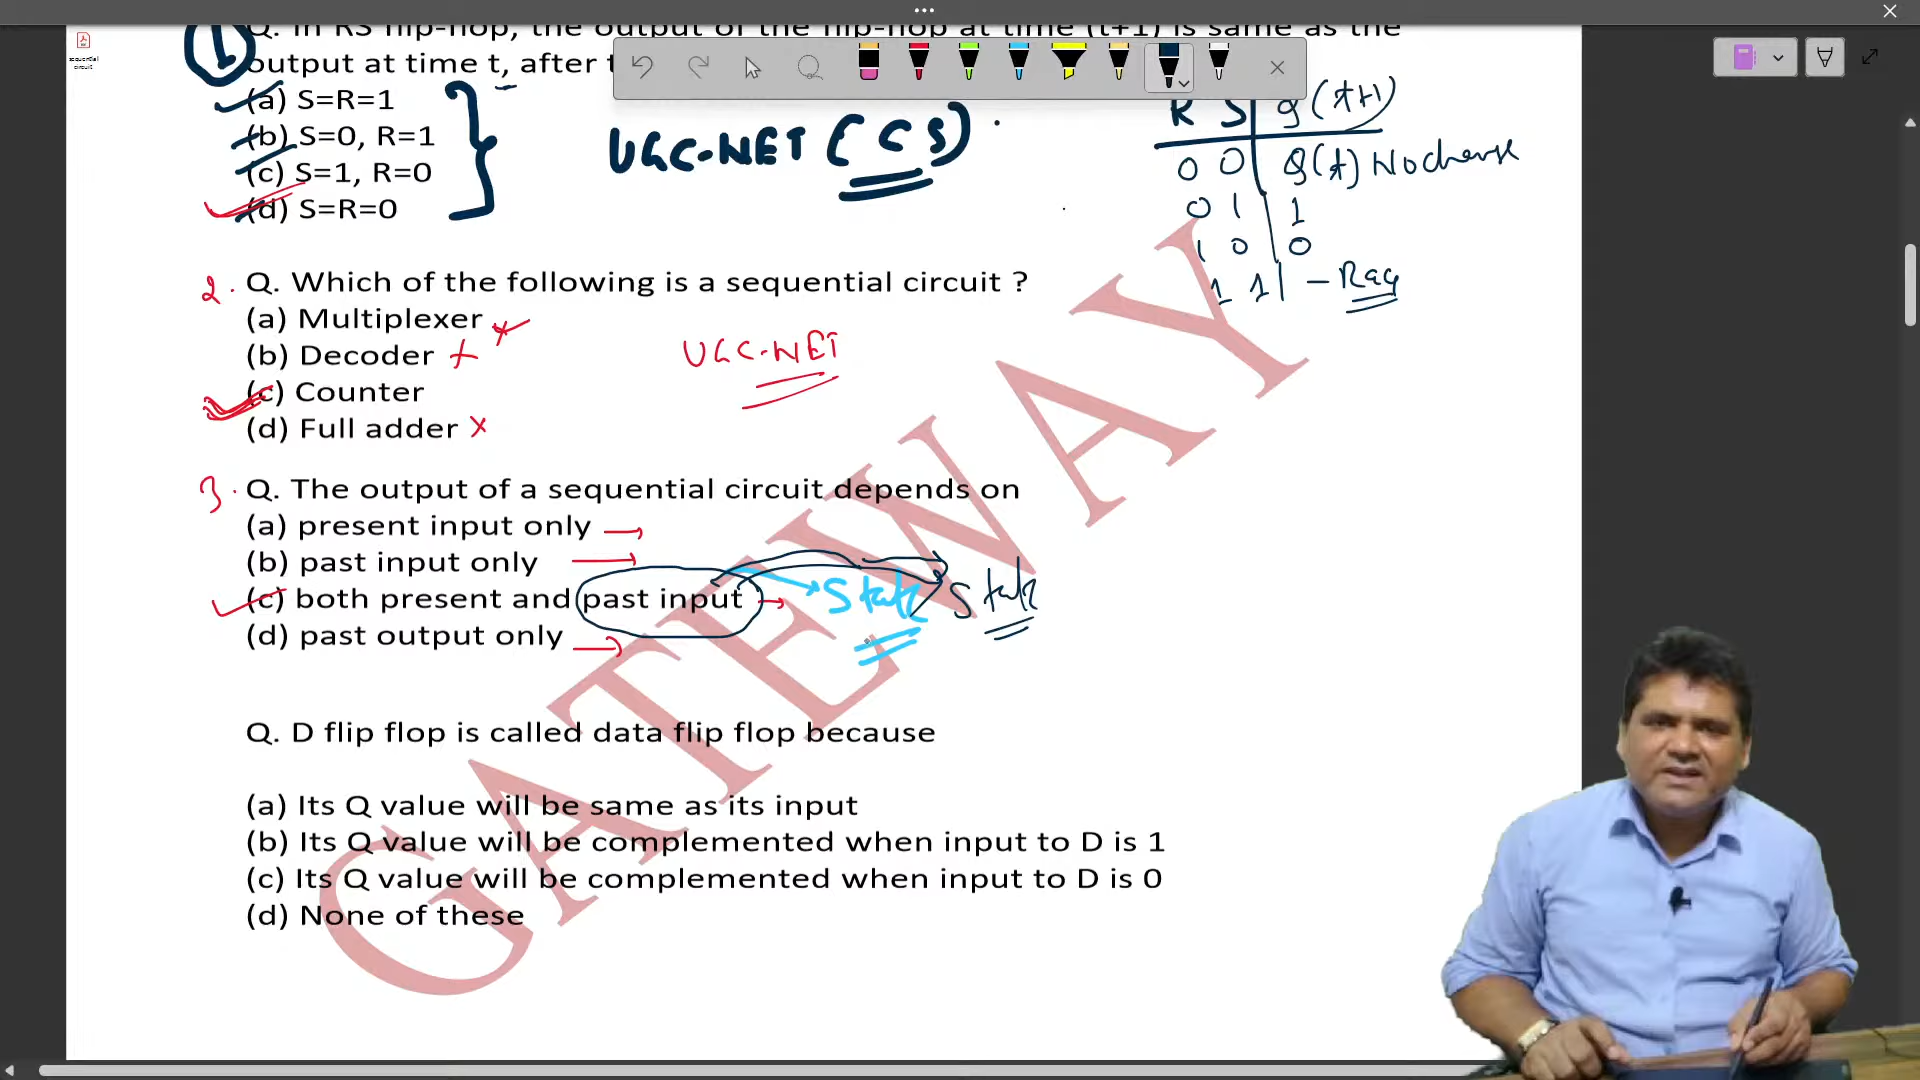 Q. In RS flip-flop, the output of the flip-flop at time (t+1) is same as the
output at time t, after t
(a) S=R=1
(b) S=0, R=1
(c) S=1, R=0
(d) S=R=0
1
UGC-NET (CS)
R S Q(t+1)
0 0 Q(t) No change
0 1 1
1 0 0
1 1 -
2. Q. Which of the following is a sequential circuit ?
(a) Multiplexer
(b) Decoder
(c) Counter
(d) Full adder
UGC-NET
3. Q. The output of a sequential circuit depends on
(a) present input only
(b) past input only
(c) both present and past input
State State
(d) past output only
Q. D flip flop is called data flip flop because
(a) Its Q value will be same as its input
(b) Its Q value will be complemented when input to D is 1
(c) Its Q value will be complemented when input to D is 0
(d) None of these
GATEWAY
sequential
circuit